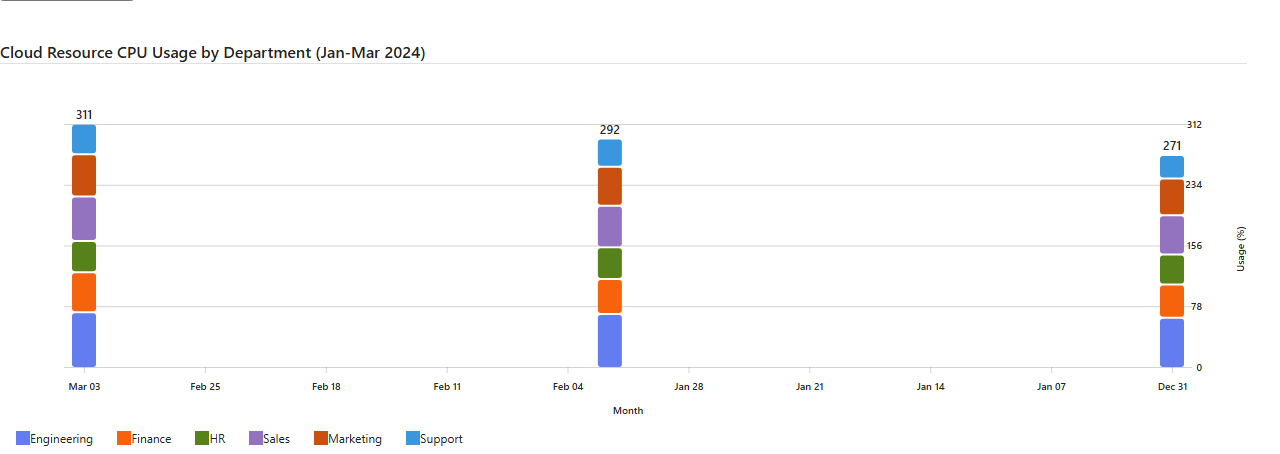 Cloud Resource CPU Usage by Department (Jan-Mar 2024)
311
292
271
312
234
156
78
0
Usage (%)
Mar 03 Feb 25 Feb 18 Feb 11 Feb 04 Jan 28 Jan 21 Jan 14 Jan 07 Dec 31
Month
Engineering Finance HR Sales Marketing Support